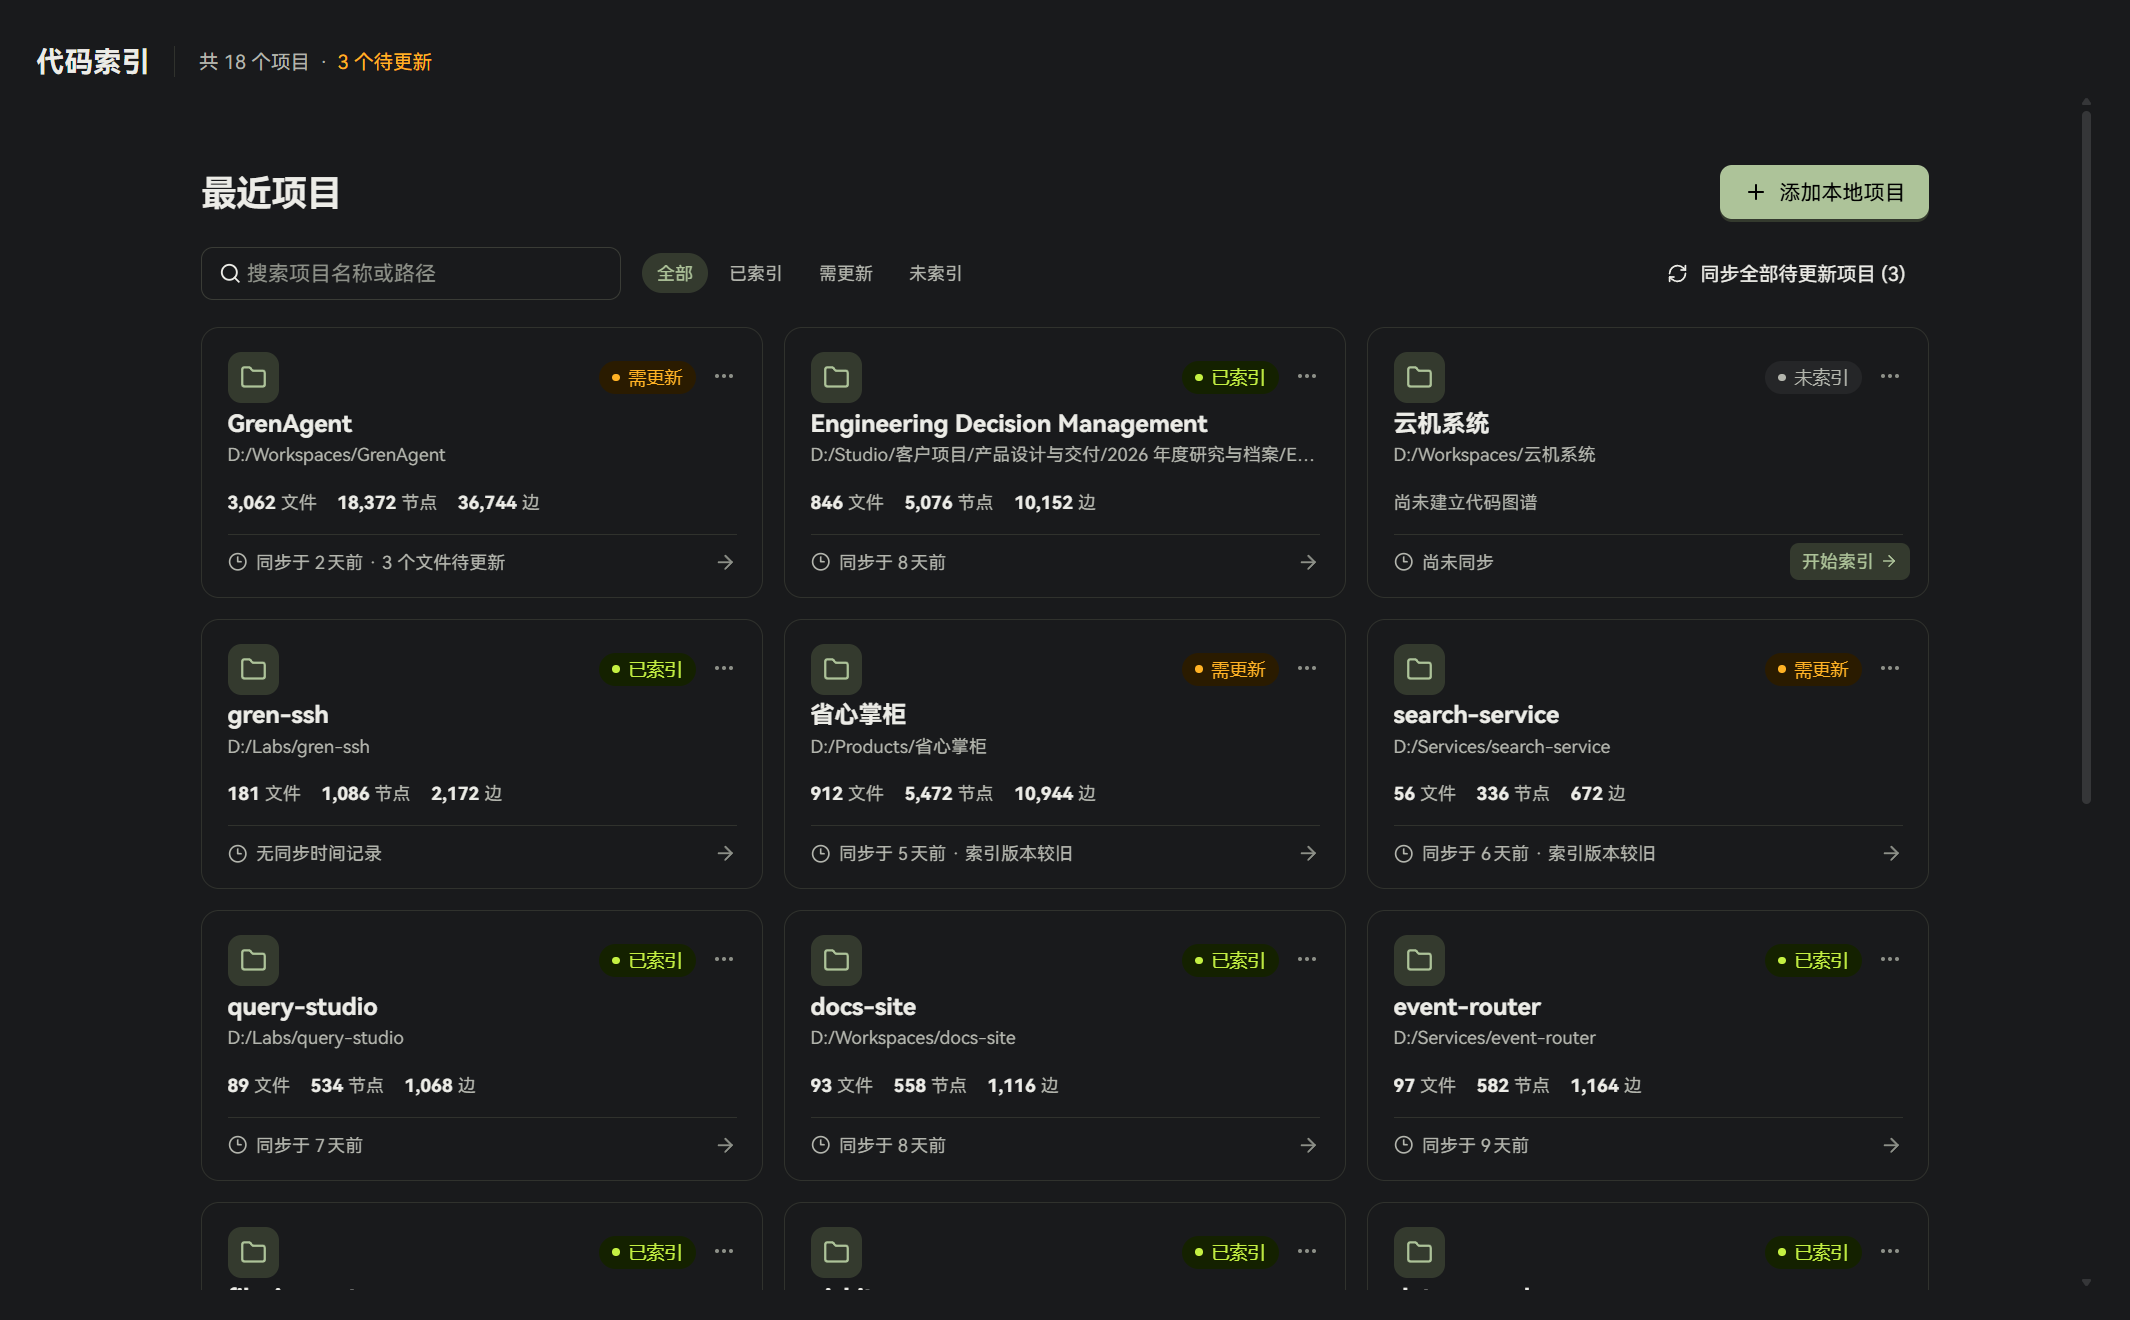 代码索引
共 18 个项目 · 3 个待更新
最近项目
+ 添加本地项目
搜索项目名称或路径
全部 已索引 需更新 未索引
同步全部待更新项目 (3)
需更新
GrenAgent
D:/Workspaces/GrenAgent
3,062 文件 18,372 节点 36,744 边
同步于 2天前 · 3 个文件待更新
已索引
Engineering Decision Management
D:/Studio/客户项目/产品设计与交付/2026 年度研究与档案/E...
846 文件 5,076 节点 10,152 边
同步于 8天前
未索引
云机系统
D:/Workspaces/云机系统
尚未建立代码图谱
尚未同步
开始索引
已索引
gren-ssh
D:/Labs/gren-ssh
181 文件 1,086 节点 2,172 边
无同步时间记录
需更新
省心掌柜
D:/Products/省心掌柜
912 文件 5,472 节点 10,944 边
同步于 5天前 · 索引版本较旧
需更新
search-service
D:/Services/search-service
56 文件 336 节点 672 边
同步于 6天前 · 索引版本较旧
已索引
query-studio
D:/Labs/query-studio
89 文件 534 节点 1,068 边
同步于 7天前
已索引
docs-site
D:/Workspaces/docs-site
93 文件 558 节点 1,116 边
同步于 8天前
已索引
event-router
D:/Services/event-router
97 文件 582 节点 1,164 边
同步于 9天前
已索引
已索引
已索引